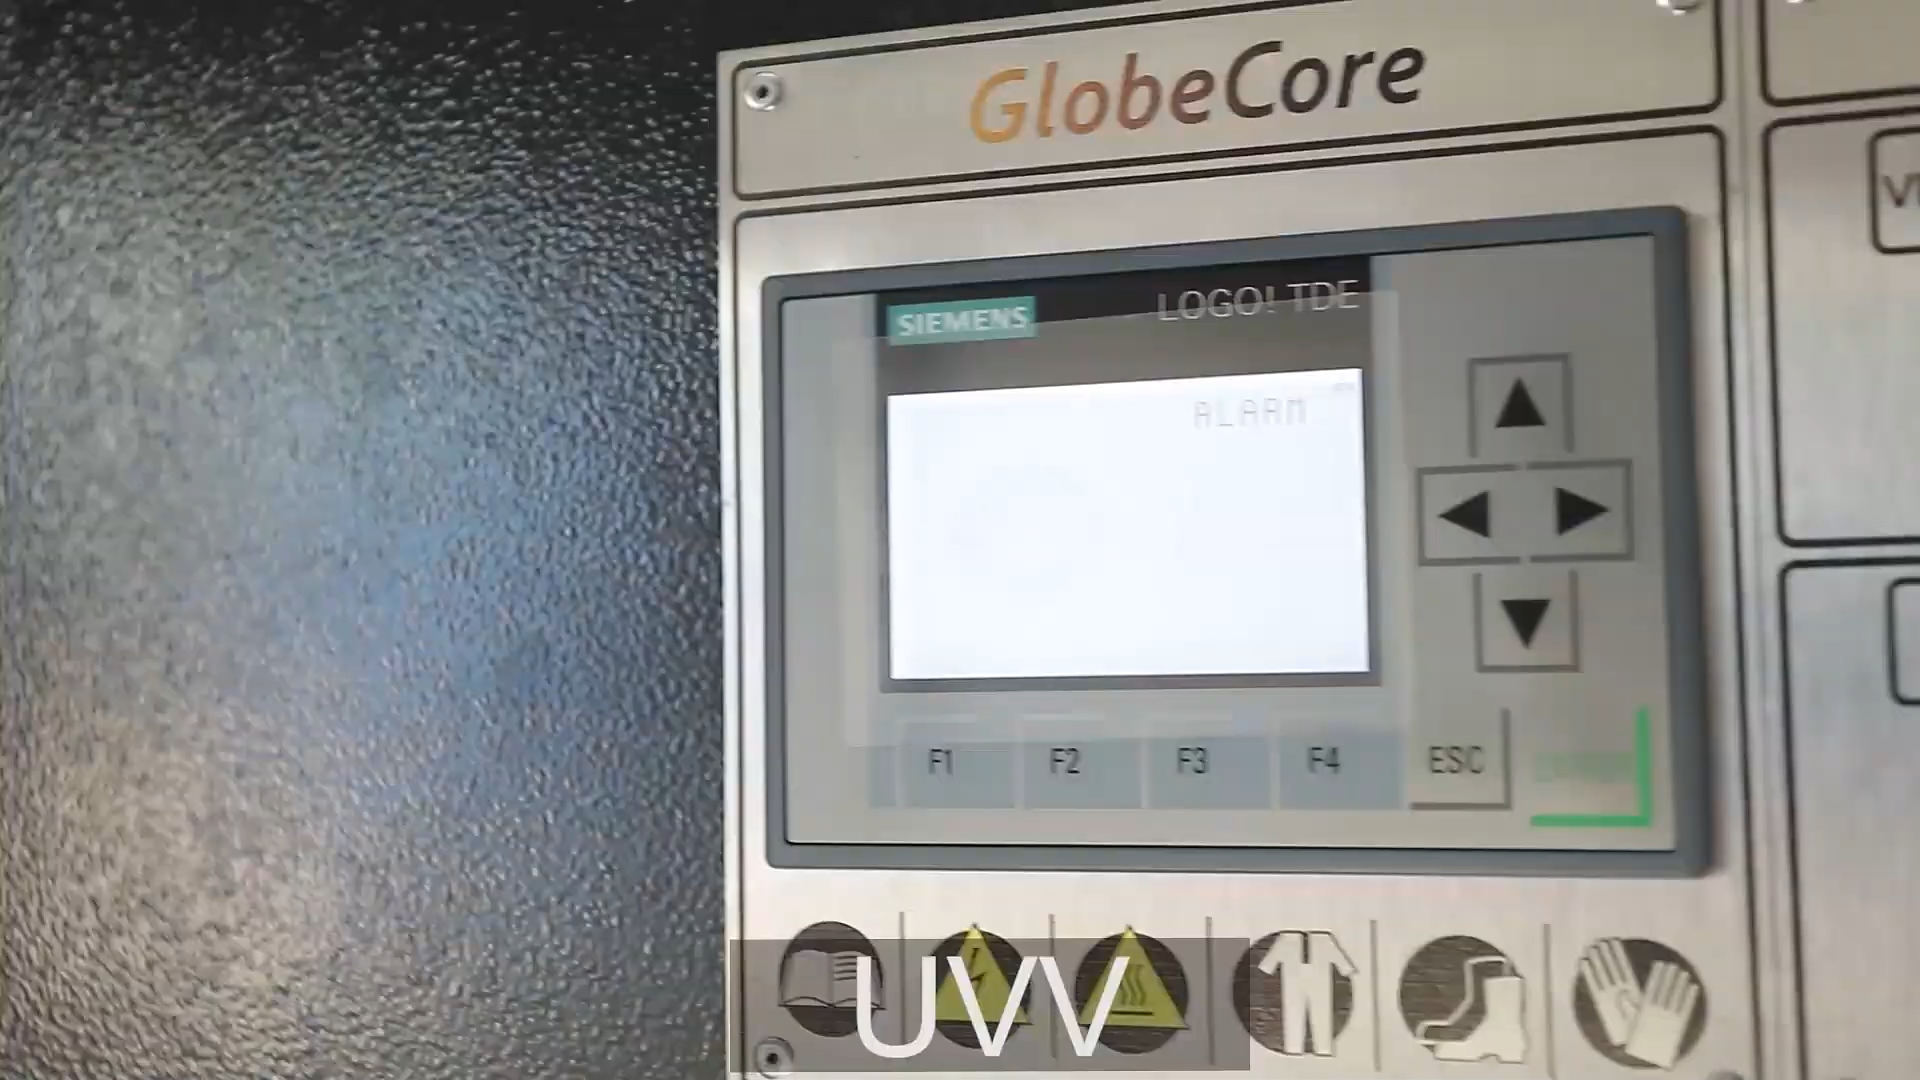 GlobeCore
SIEMENS
LOGO! TDE
ALARM
F1
F2
F3
F4
ESC
UVV